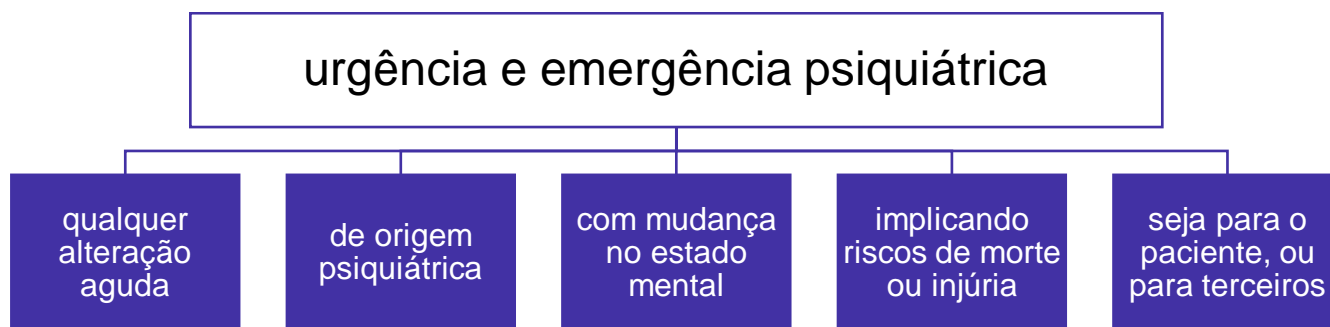 urgência e emergência psiquiátrica
qualquer
alteração
aguda
de origem
psiquiátrica
com mudança
no estado
mental
implicando
riscos de morte
ou injúria
seja para o
paciente, ou
para terceiros